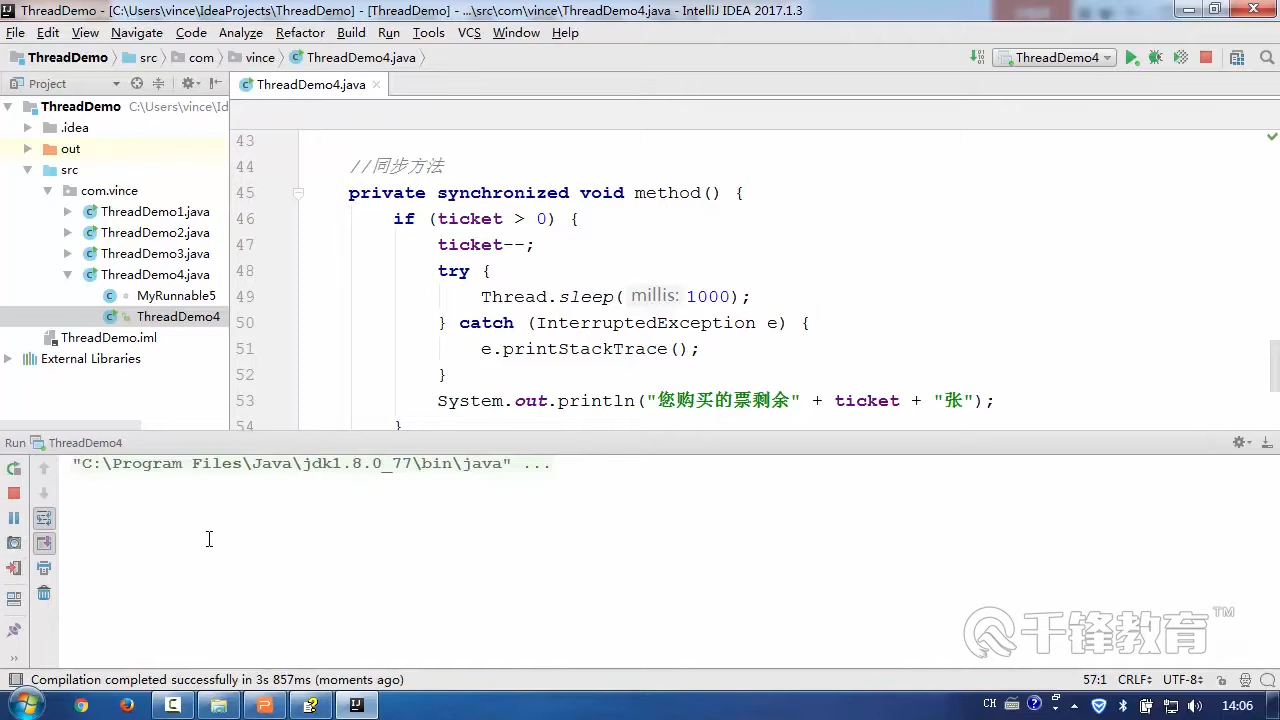 ThreadDemo - [C:\Users\vince\IdeaProjects\ThreadDemo] - [ThreadDemo] - ...\src\com\vince\ThreadDemo4.java - IntelliJ IDEA 2017.1.3
File Edit View Navigate Code Analyze Refactor Build Run Tools VCS Window Help
ThreadDemo src com vince ThreadDemo4.java ThreadDemo4
Project ThreadDemo4.java
ThreadDemo C:\Users\vince\Id
.idea
out
src
com.vince
ThreadDemo1.java
ThreadDemo2.java
ThreadDemo3.java
ThreadDemo4.java
MyRunnable5
ThreadDemo4
ThreadDemo.iml
External Libraries
43
44 //同步方法
45 private synchronized void method() {
46 if (ticket > 0) {
47 ticket--;
48 try {
49 Thread.sleep( millis: 1000);
50 } catch (InterruptedException e) {
51 e.printStackTrace();
52 }
53 System.out.println("您购买的票剩余" + ticket + "张");
54 }
Run ThreadDemo4
"C:\Program Files\Java\jdk1.8.0_77\bin\java" ...
千锋教育™
Compilation completed successfully in 3s 857ms (moments ago) 57:1 CRLF UTF-8
CH 14:06